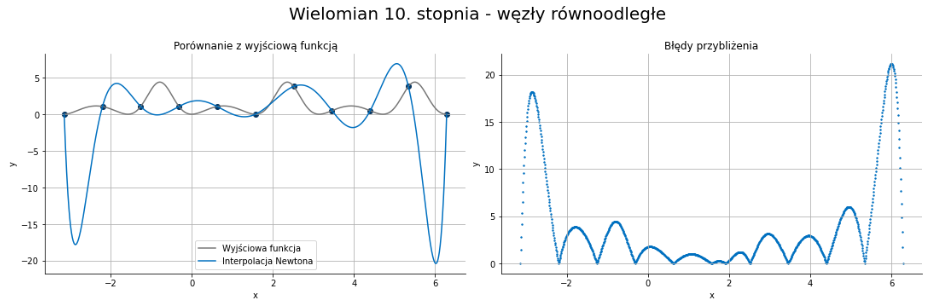 Wielomian 10. stopnia - węzły równoodległe
Porównanie z wyjściową funkcją
5
0
−5
−10
−15
−20
y
−2
0
2
4
6
x
Wyjściowa funkcja
Interpolacja Newtona
Błędy przybliżenia
20
15
10
5
0
y
−2
0
2
4
6
x